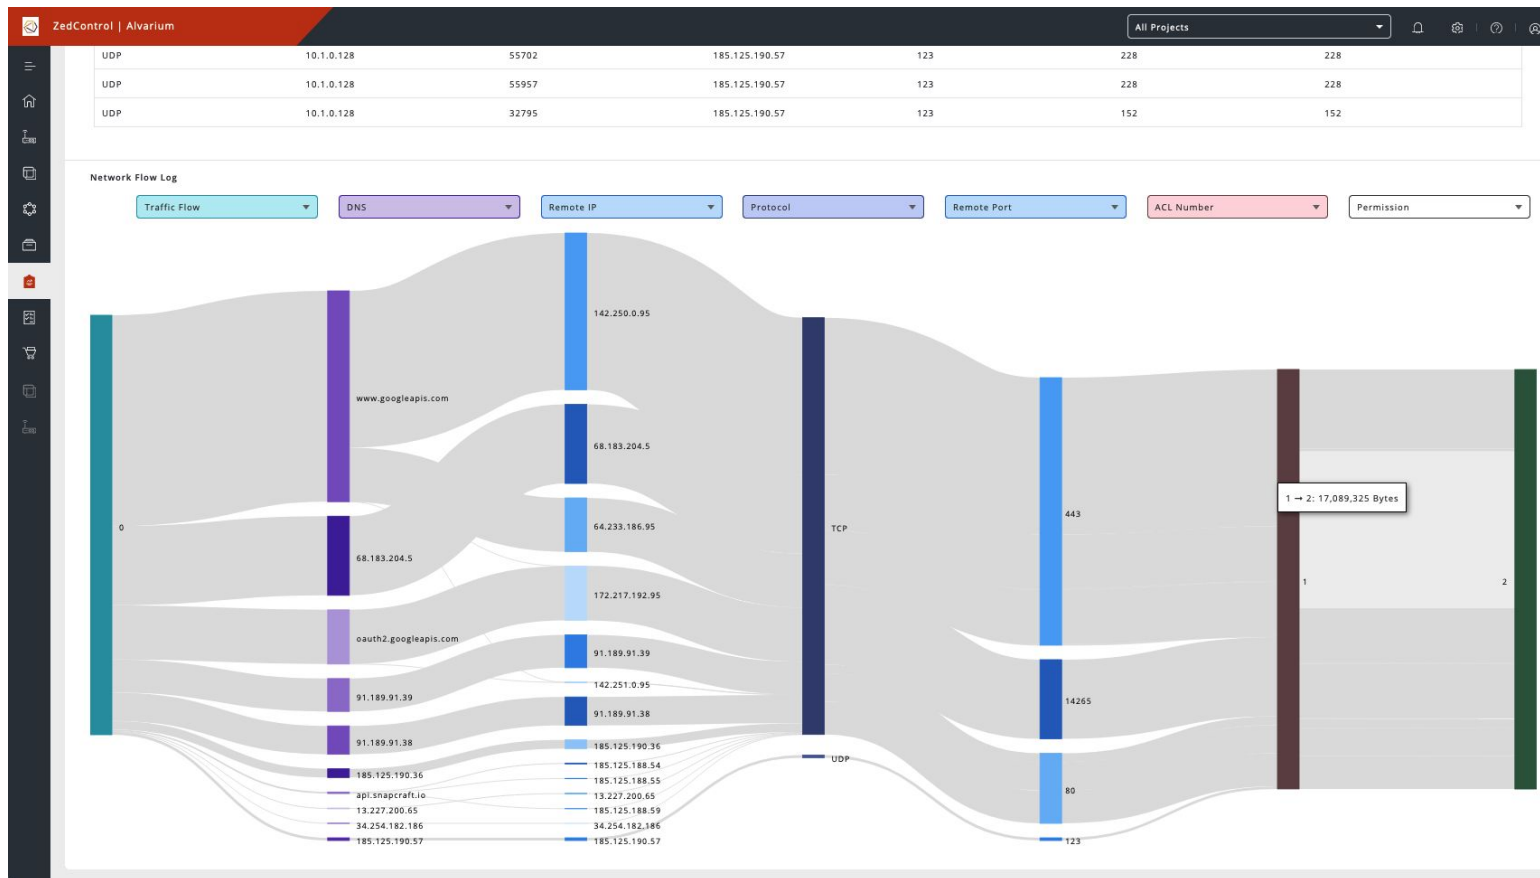 ZedControl | Alvarium
All Projects
UDP 10.1.0.128 55702 185.125.190.57 123 228 228
UDP 10.1.0.128 55957 185.125.190.57 123 228 228
UDP 10.1.0.128 32795 185.125.190.57 123 152 152
Network Flow Log
Traffic Flow DNS Remote IP Protocol Remote Port ACL Number Permission
142.250.0.95
www.googleapis.com
68.183.204.5
1 → 2: 17,089,325 Bytes
443
0
64.233.186.95
TCP
68.183.204.5
1
2
172.217.192.95
oauth2.googleapis.com
91.189.91.39
142.251.0.95
91.189.91.39
14265
91.189.91.38
91.189.91.38
185.125.190.36
UDP
185.125.188.54
185.125.190.36
185.125.188.55
80
api.snapcraft.io
13.227.200.65
13.227.200.65
185.125.188.59
34.254.182.186
34.254.182.186
185.125.190.57
185.125.190.57
123